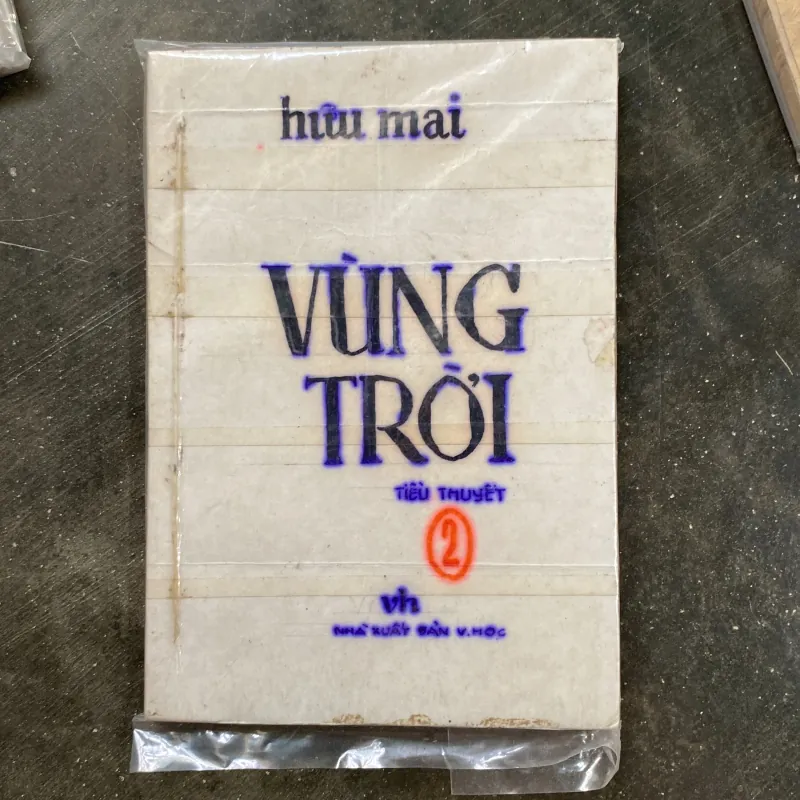 hữu mai
VÙNG
TRỜI
TIỂU THUYẾT
2
vh
NHÀ XUẤT BẢN V.HỌC